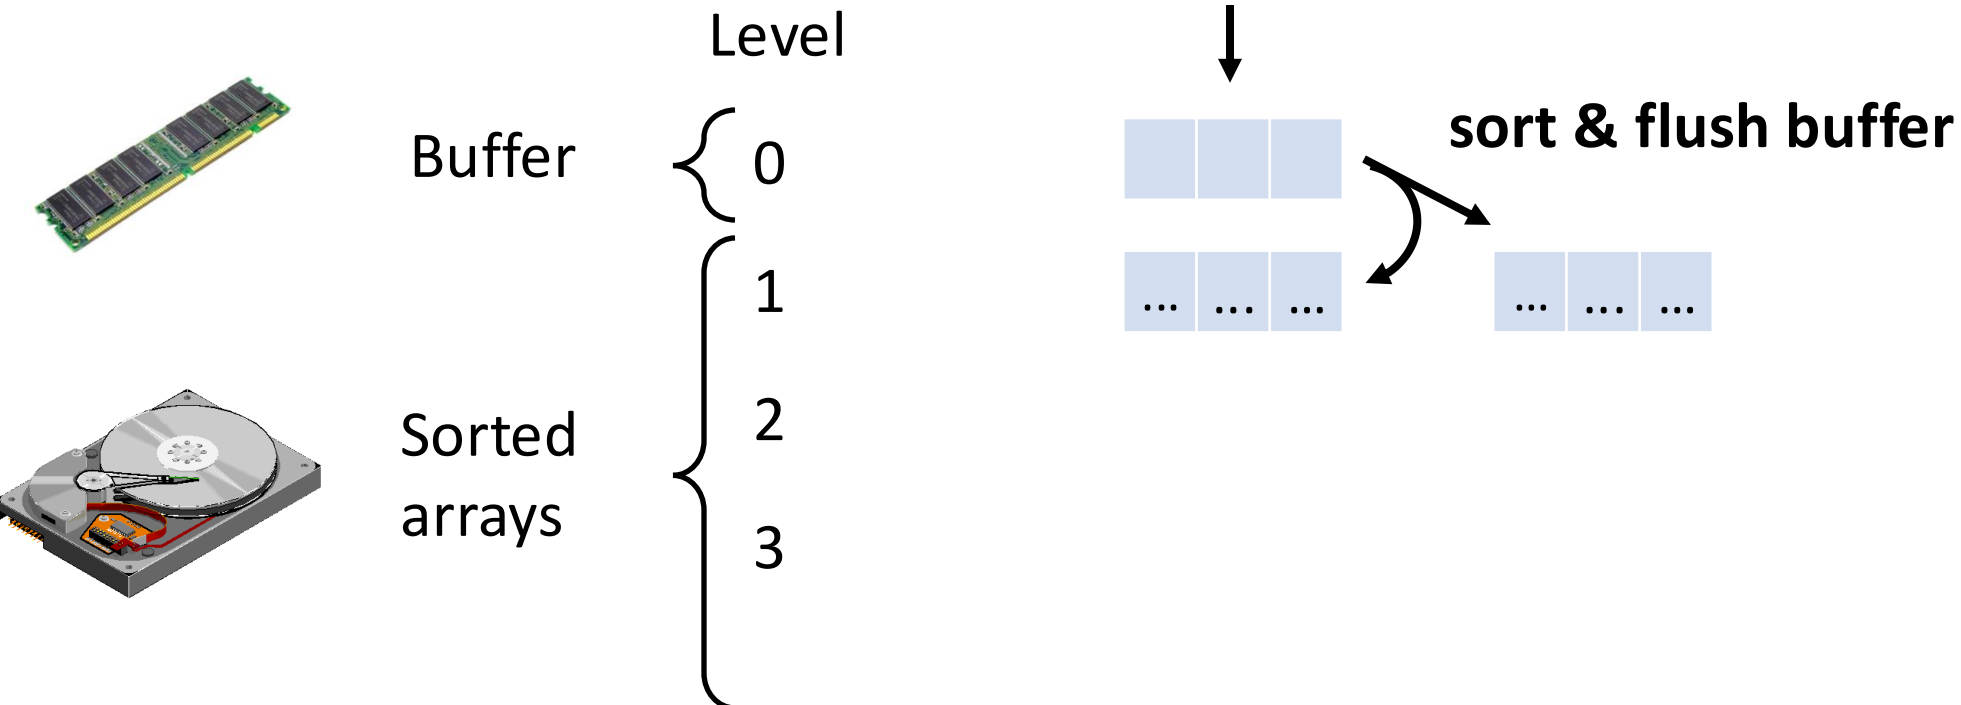 Level
sort & flush buffer
Buffer
0
1
... ... ...
... ... ...
2
Sorted
arrays
3